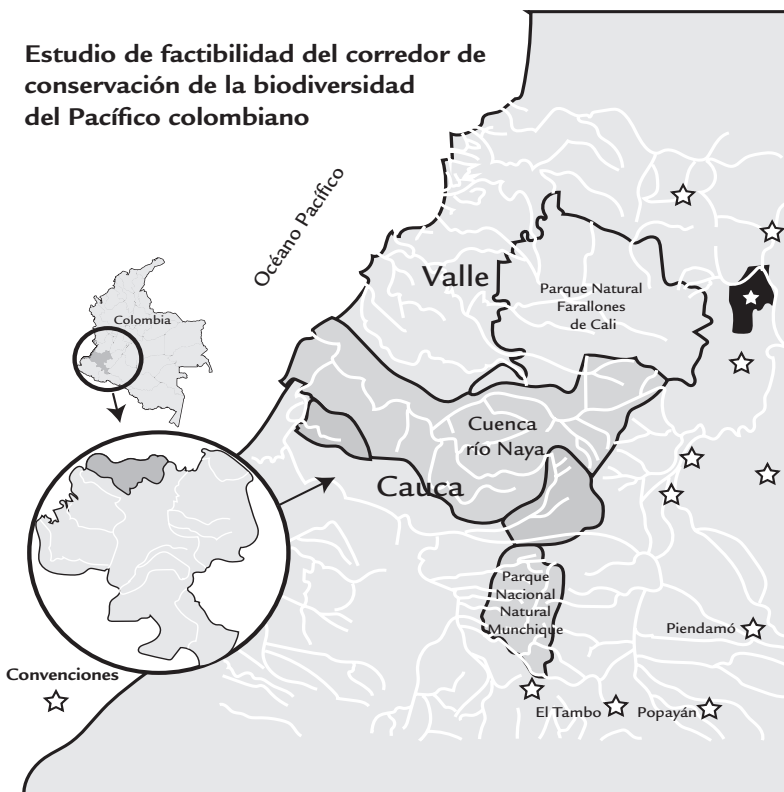 Estudio de factibilidad del corredor de
conservación de la biodiversidad
del Pacífico colombiano
Océano Pacífico
Colombia
Valle
Parque Natural
Farallones
de Cali
Cuenca
río Naya
Cauca
Parque
Nacional
Natural
Munchique
Piendamó
Convenciones
El Tambo
Popayán